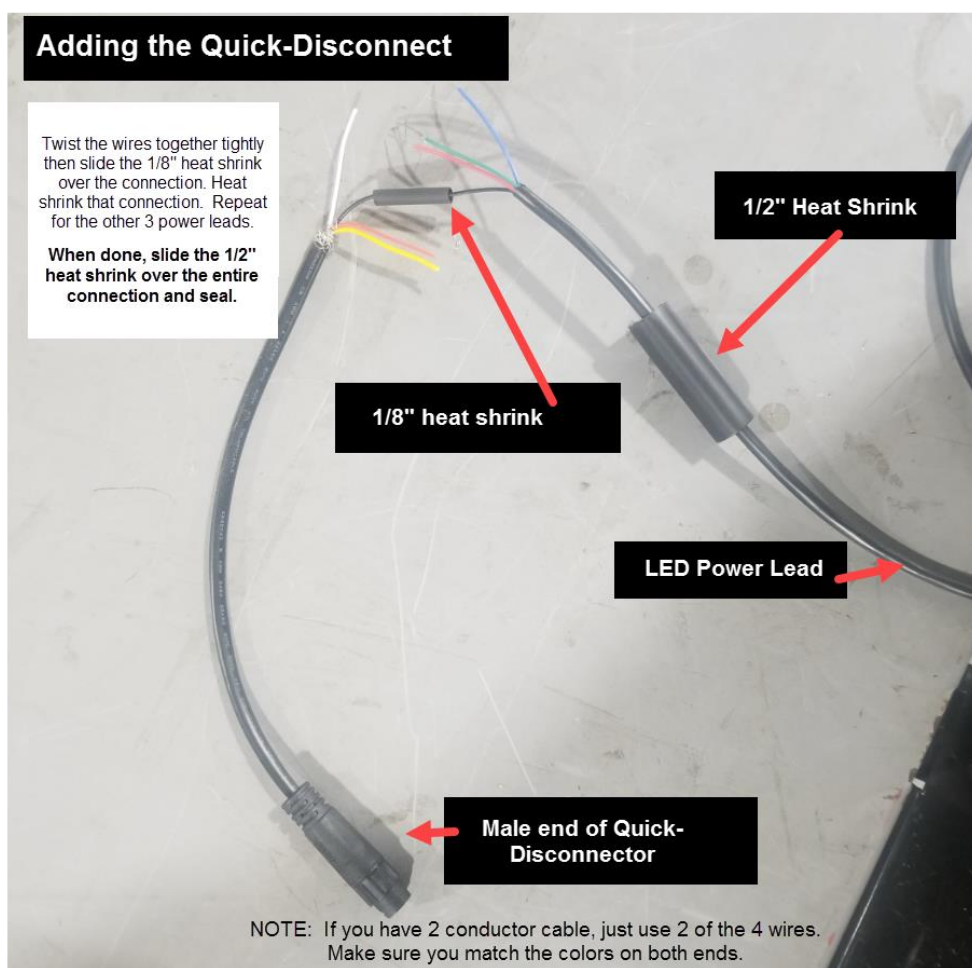 Adding the Quick-Disconnect
Twist the wires together tightly
then slide the 1/8" heat shrink
over the connection. Heat
shrink that connection.  Repeat
for the other 3 power leads.
When done, slide the 1/2"
heat shrink over the entire
connection and seal.
1/2" Heat Shrink
1/8" heat shrink
LED Power Lead
Male end of Quick-
Disconnector
NOTE:  If you have 2 conductor cable, just use 2 of the 4 wires.
Make sure you match the colors on both ends.